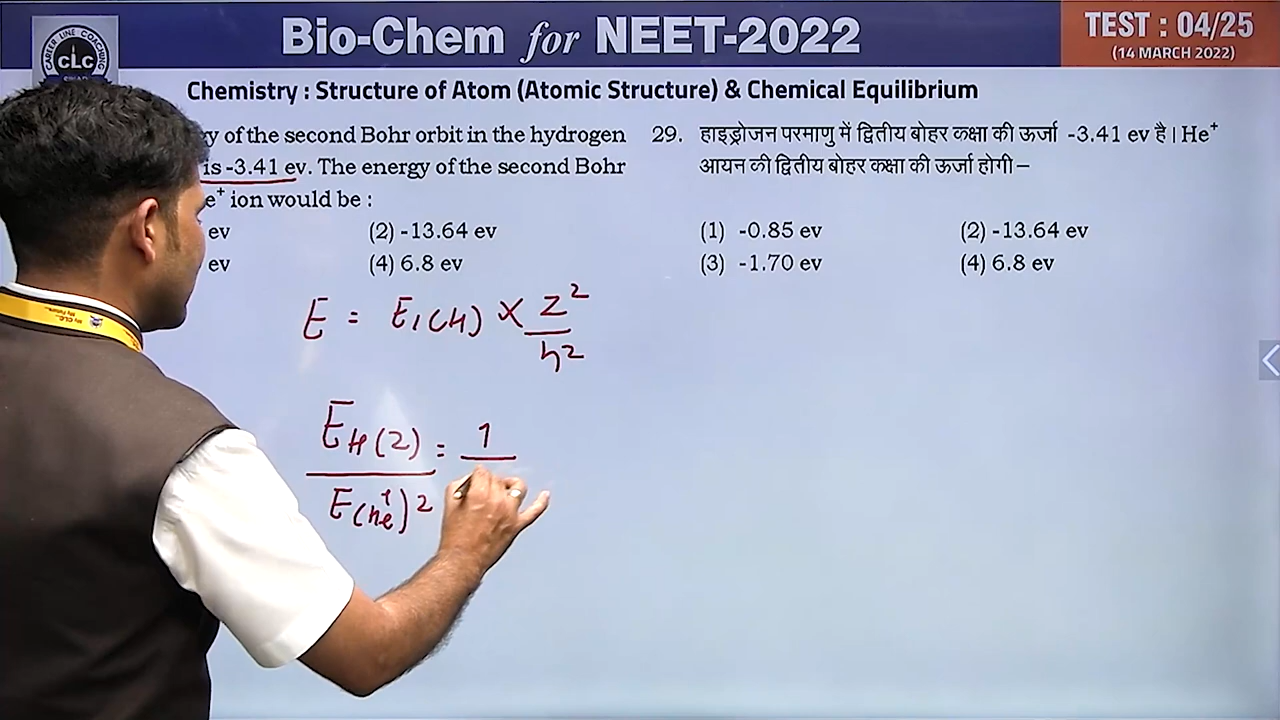 Bio-Chem for NEET-2022
TEST : 04/25
(14 MARCH 2022)
CAREER LINE COACHING
CLC
Chemistry : Structure of Atom (Atomic Structure) & Chemical Equilibrium
of the second Bohr orbit in the hydrogen
is -3.41 ev. The energy of the second Bohr
ion would be :
ev
(2) -13.64 ev
ev
(4) 6.8 ev
29. हाइड्रोजन परमाणु में द्वितीय बोहर कक्षा की ऊर्जा -3.41 ev है। He⁺
आयन की द्वितीय बोहर कक्षा की ऊर्जा होगी –
(1) -0.85 ev
(2) -13.64 ev
(3) -1.70 ev
(4) 6.8 ev
E = E₁(H) × Z²
n²
E H (2) = 1
E (he⁺) 2